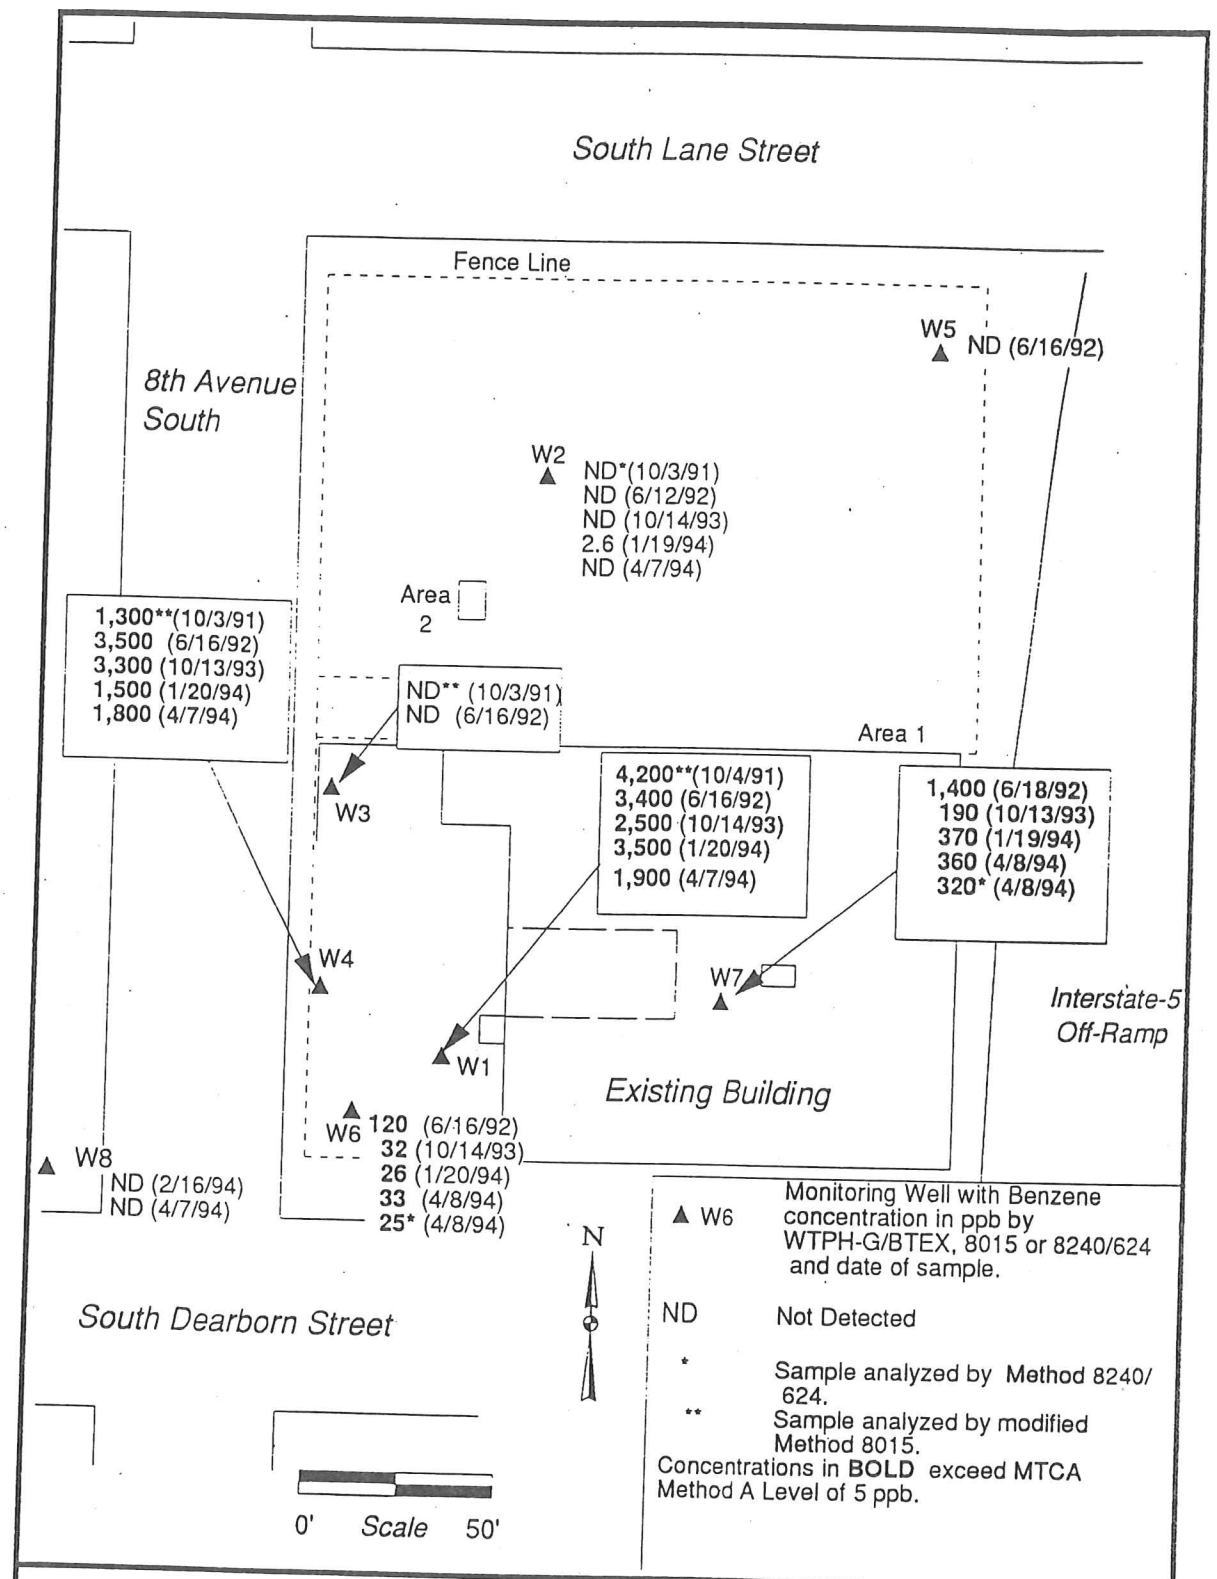 South Lane Street
Fence Line
W5
ND (6/16/92)
8th Avenue
South
W2
ND*(10/3/91)
ND (6/12/92)
ND (10/14/93)
2.6 (1/19/94)
ND (4/7/94)
Area
2
1,300**(10/3/91)
3,500 (6/16/92)
3,300 (10/13/93)
1,500 (1/20/94)
1,800 (4/7/94)
ND** (10/3/91)
ND (6/16/92)
Area 1
W3
4,200**(10/4/91)
3,400 (6/16/92)
2,500 (10/14/93)
3,500 (1/20/94)
1,900 (4/7/94)
1,400 (6/18/92)
190 (10/13/93)
370 (1/19/94)
360 (4/8/94)
320* (4/8/94)
W4
W7
Interstate-5
Off-Ramp
W1
Existing Building
W6
120 (6/16/92)
32 (10/14/93)
26 (1/20/94)
33 (4/8/94)
25* (4/8/94)
W8
ND (2/16/94)
ND (4/7/94)
South Dearborn Street
N
0' Scale 50'
W6
Monitoring Well with Benzene
concentration in ppb by
WTPH-G/BTEX, 8015 or 8240/624
and date of sample.
ND Not Detected
* Sample analyzed by Method 8240/
624.
** Sample analyzed by modified
Method 8015.
Concentrations in BOLD exceed MTCA
Method A Level of 5 ppb.